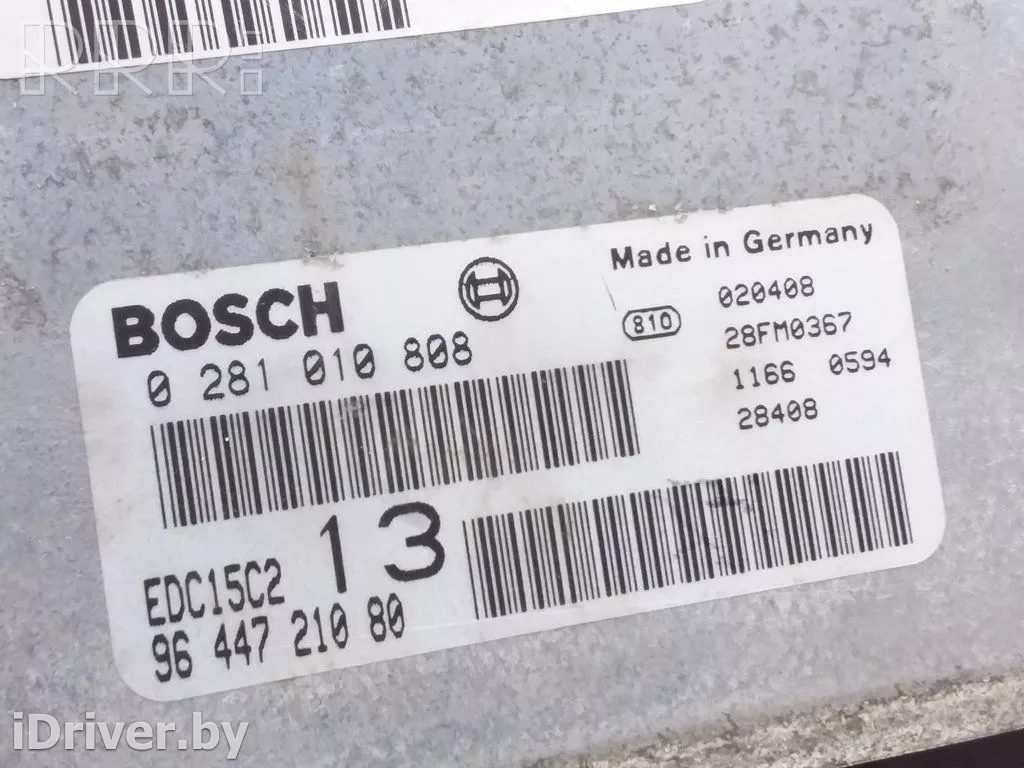 RRR
BOSCH
0 281 010 808
Made in Germany
810
020408
28FM0367
1166 0594
28408
EDC15C2
13
96 447 210 80
iDriver.by